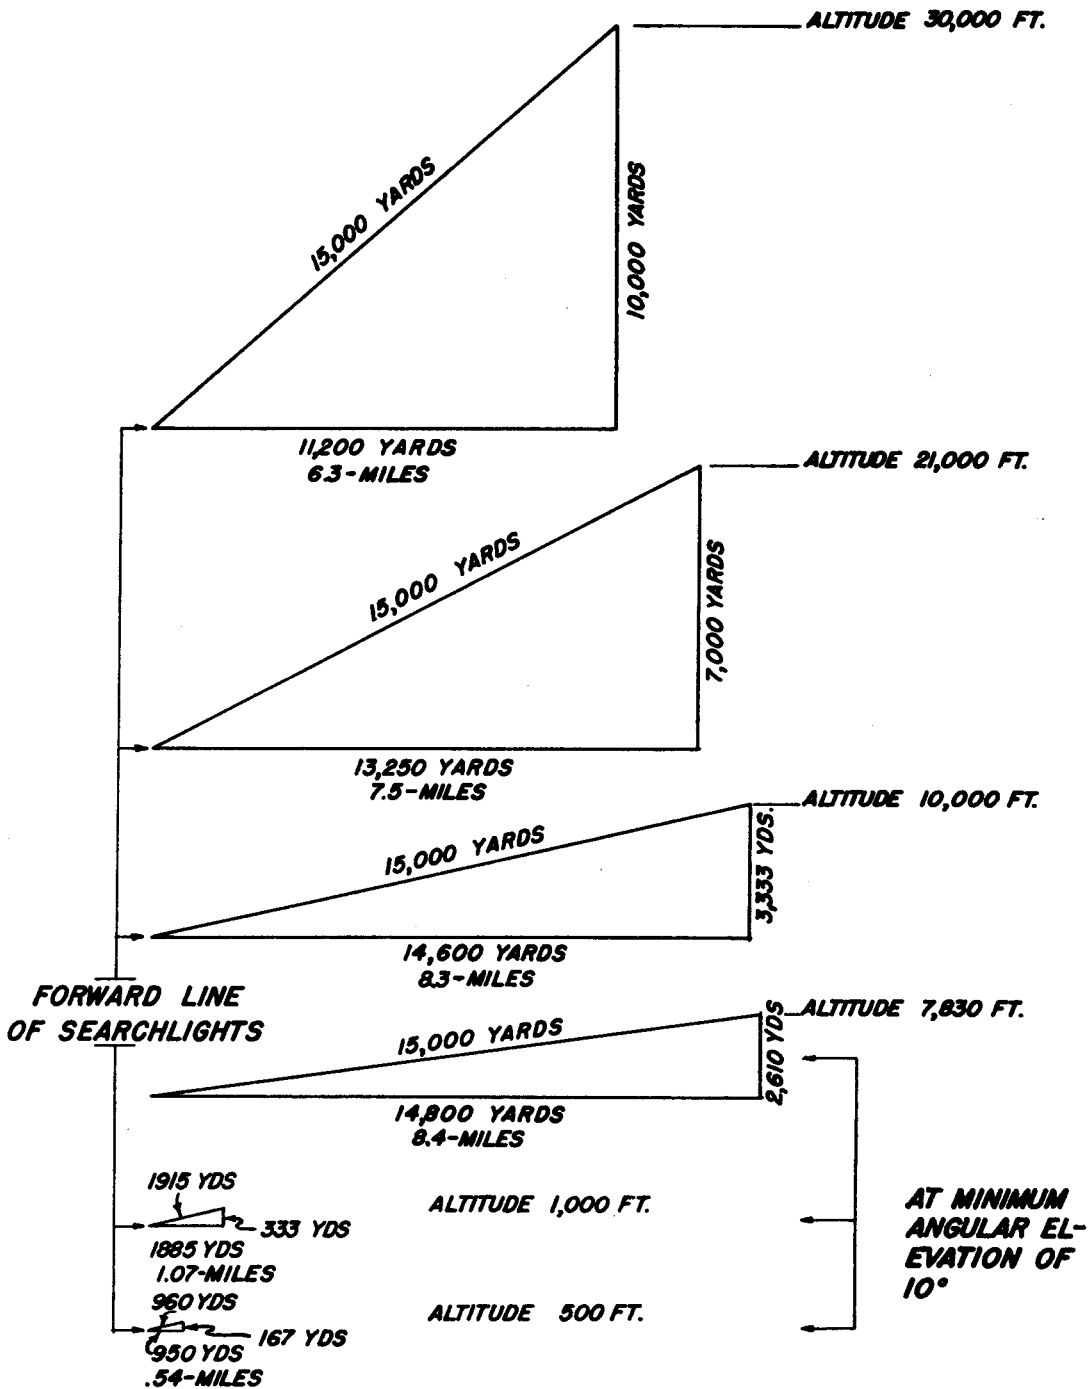 ALTITUDE 30,000 FT.
15,000 YARDS
10,000 YARDS
11,200 YARDS
6.3-MILES
ALTITUDE 21,000 FT.
15,000 YARDS
7,000 YARDS
13,250 YARDS
7.5-MILES
ALTITUDE 10,000 FT.
15,000 YARDS
3,333 YDS.
14,600 YARDS
8.3-MILES
FORWARD LINE
OF SEARCHLIGHTS
ALTITUDE 7,830 FT.
15,000 YARDS
2,610 YDS
14,800 YARDS
8.4-MILES
1915 YDS
ALTITUDE 1,000 FT.
333 YDS
1885 YDS
1.07-MILES
AT MINIMUM
ANGULAR EL-
EVATION OF
10°
960 YDS
ALTITUDE 500 FT.
167 YDS
950 YDS
.54-MILES